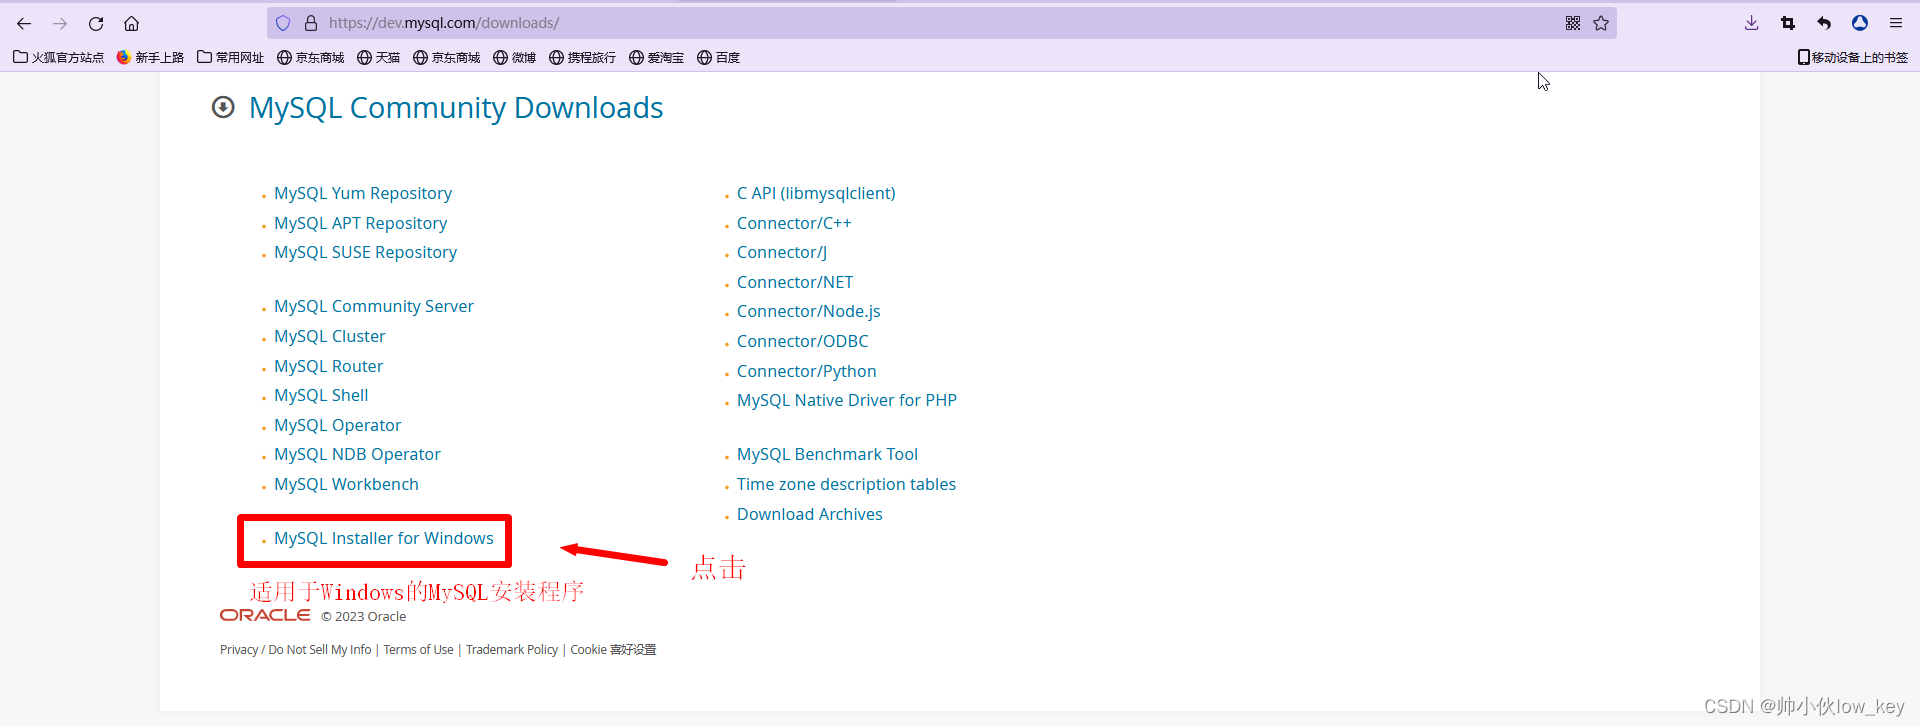 https://dev.mysql.com/downloads/
火狐官方站点 新手上路 常用网址 京东商城 天猫 京东商城 微博 携程旅行 爱淘宝 百度 移动设备上的书签
MySQL Community Downloads
MySQL Yum Repository
MySQL APT Repository
MySQL SUSE Repository
MySQL Community Server
MySQL Cluster
MySQL Router
MySQL Shell
MySQL Operator
MySQL NDB Operator
MySQL Workbench
MySQL Installer for Windows
C API (libmysqlclient)
Connector/C++
Connector/J
Connector/NET
Connector/Node.js
Connector/ODBC
Connector/Python
MySQL Native Driver for PHP
MySQL Benchmark Tool
Time zone description tables
Download Archives
点击
适用于Windows的MySQL安装程序
ORACLE © 2023 Oracle
Privacy / Do Not Sell My Info | Terms of Use | Trademark Policy | Cookie 喜好设置
CSDN @帅小伙low_key